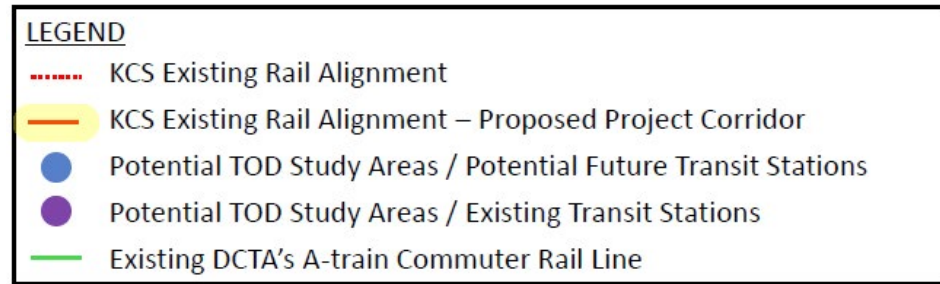 LEGEND
KCS Existing Rail Alignment
KCS Existing Rail Alignment – Proposed Project Corridor
Potential TOD Study Areas / Potential Future Transit Stations
Potential TOD Study Areas / Existing Transit Stations
Existing DCTA's A-train Commuter Rail Line